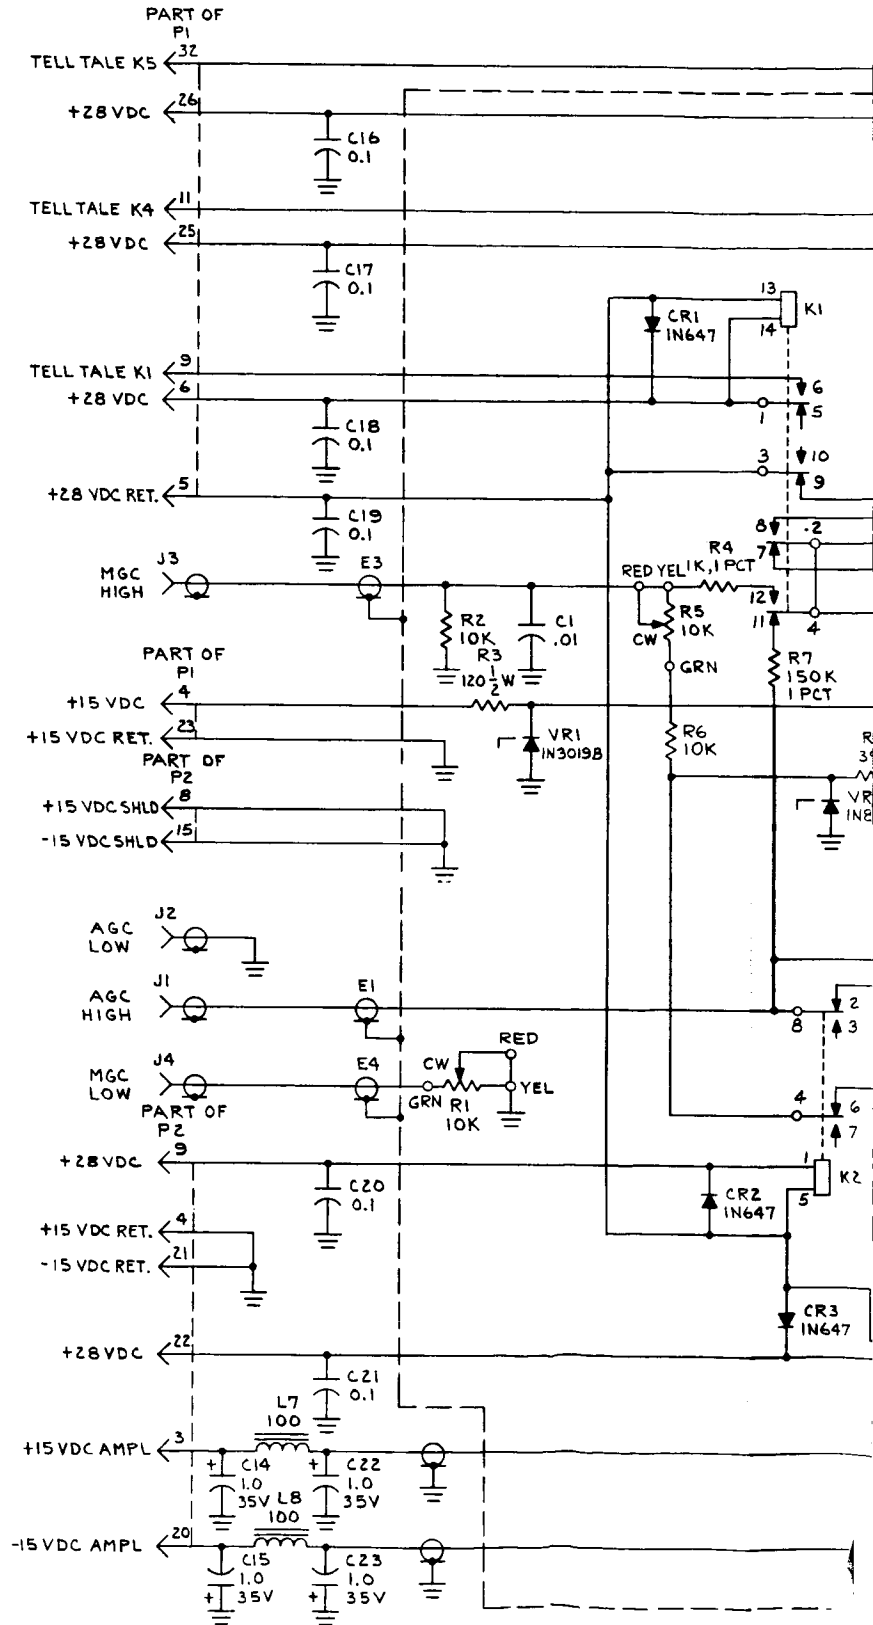 PART OF
P1
32
TELL TALE K5
26
+28 VDC
C16
0.1
11
TELL TALE K4
25
+28 VDC
C17
0.1
13
K1
14
CR1
1N647
9
TELL TALE K1
6
+28 VDC
6
5
1
C18
0.1
3
10
9
5
+28 VDC RET.
C19
0.1
8
.2
7
J3
MGC
HIGH
E3
RED YEL
R4
1K, 1 PCT
12
11
4
R2
10K
C1
.01
CW
R5
10K
GRN
R7
150K
1 PCT
PART OF
P1
4
+15 VDC
R3
120 1/2 W
23
+15 VDC RET.
VR1
1N3019B
R6
10K
PART OF
P2
8
+15 VDC SHLD
15
-15 VDC SHLD
J2
AGC
LOW
J1
AGC
HIGH
E1
8
2
3
J4
MGC
LOW
E4
CW
RED
GRN
R1
10K
YEL
4
6
7
PART OF
P2
9
+28 VDC
C20
0.1
1
5
K2
CR2
1N647
4
+15 VDC RET.
21
-15 VDC RET.
CR3
1N647
22
+28 VDC
C21
0.1
L7
100
3
+15 VDC AMPL
+
C14
1.0
35V
+
C22
1.0
35V
L8
100
20
-15 VDC AMPL
C15
1.0
35V
+
C23
1.0
35V
+